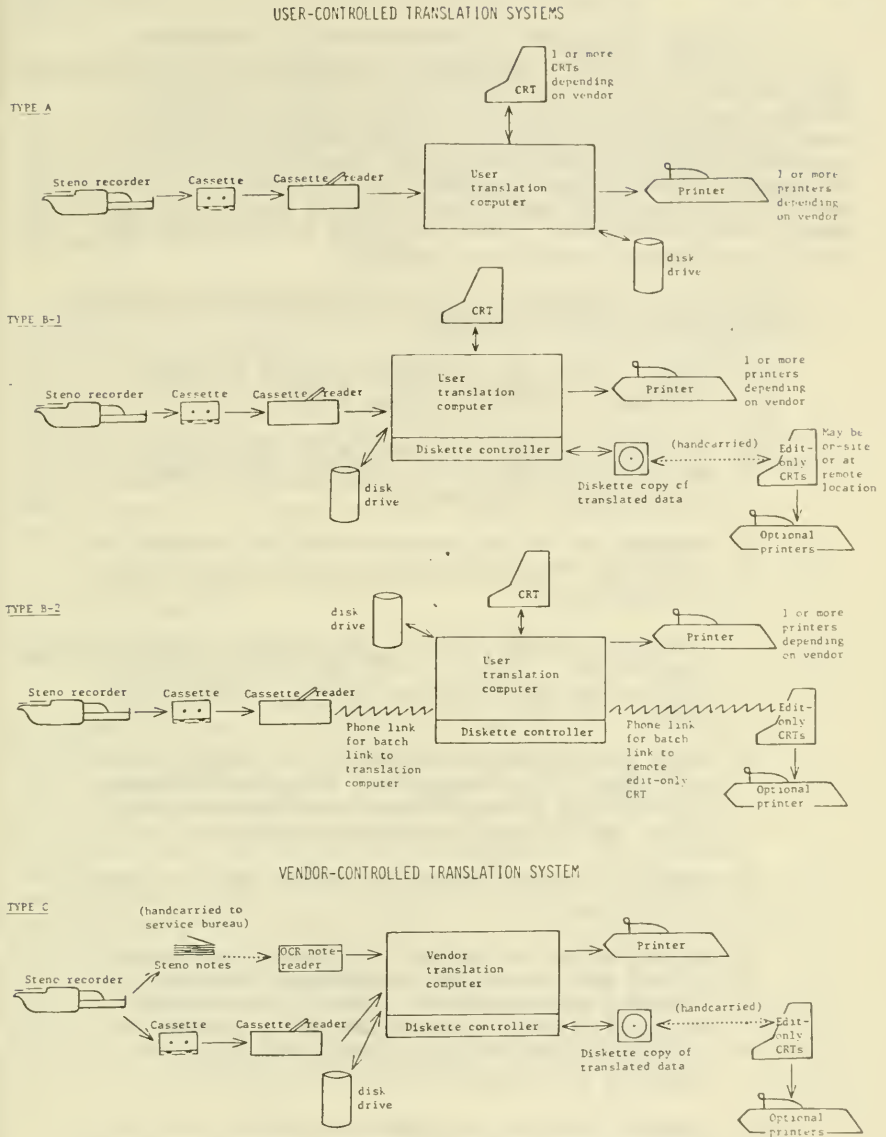 USER-CONTROLLED TRANSLATION SYSTEMS
TYPE A
1 or more
CRTs
depending
on vendor
CRT
Steno recorder
Cassette
Cassette reader
User
translation
computer
Printer
1 or more
printers
depending
on vendor
disk
drive
TYPE B-1
CRT
Steno recorder
Cassette
Cassette reader
User
translation
computer
Diskette controller
Printer
1 or more
printers
depending
on vendor
disk
drive
(handcarried)
Diskette copy of
translated data
Edit-
only
CRTs
May be
on-site
or at
remote
location
Optional
printers
TYPE B-2
CRT
disk
drive
Steno recorder
Cassette
Cassette reader
Phone link
for batch
link to
translation
computer
User
translation
computer
Diskette controller
Printer
1 or more
printers
depending
on vendor
Phone link
for batch
link to
remote
edit-only
CRT
Edit-
only
CRTs
Optional
printer
VENDOR-CONTROLLED TRANSLATION SYSTEM
TYPE C
(handcarried to
service bureau)
Steno notes
OCR note-
reader
Steno recorder
Cassette
Cassette reader
Vendor
translation
computer
Diskette controller
Printer
disk
drive
(handcarried)
Diskette copy of
translated data
Edit-
only
CRTs
Optional
printers